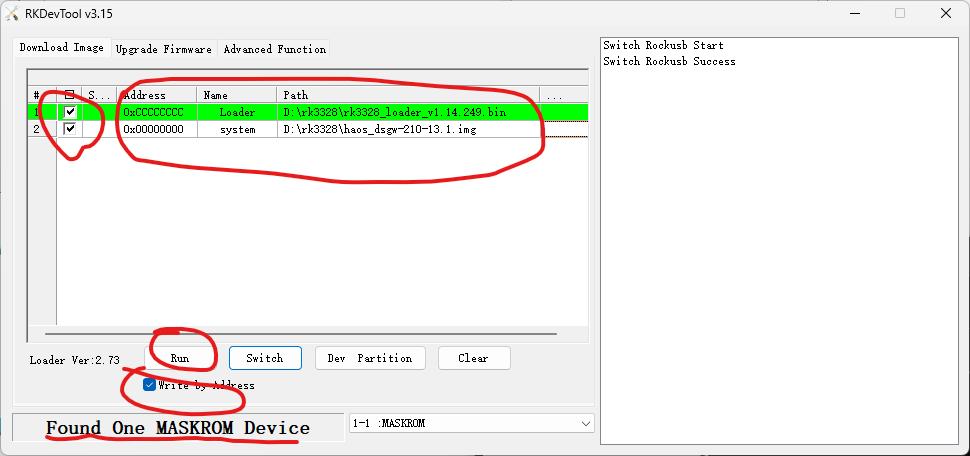 RKDevTool v3.15
Download Image Upgrade Firmware Advanced Function
# S... Address Name Path ...
1 0xCCCCCCCC Loader D:\rk3328\rk3328_loader_v1.14.249.bin
2 0x00000000 system D:\rk3328\haos_dsgw-210-13.1.img
Loader Ver:2.73 Run Switch Dev Partition Clear
Write by Address
Found One MASKROM Device
1-1 :MASKROM
Switch Rockusb Start
Switch Rockusb Success